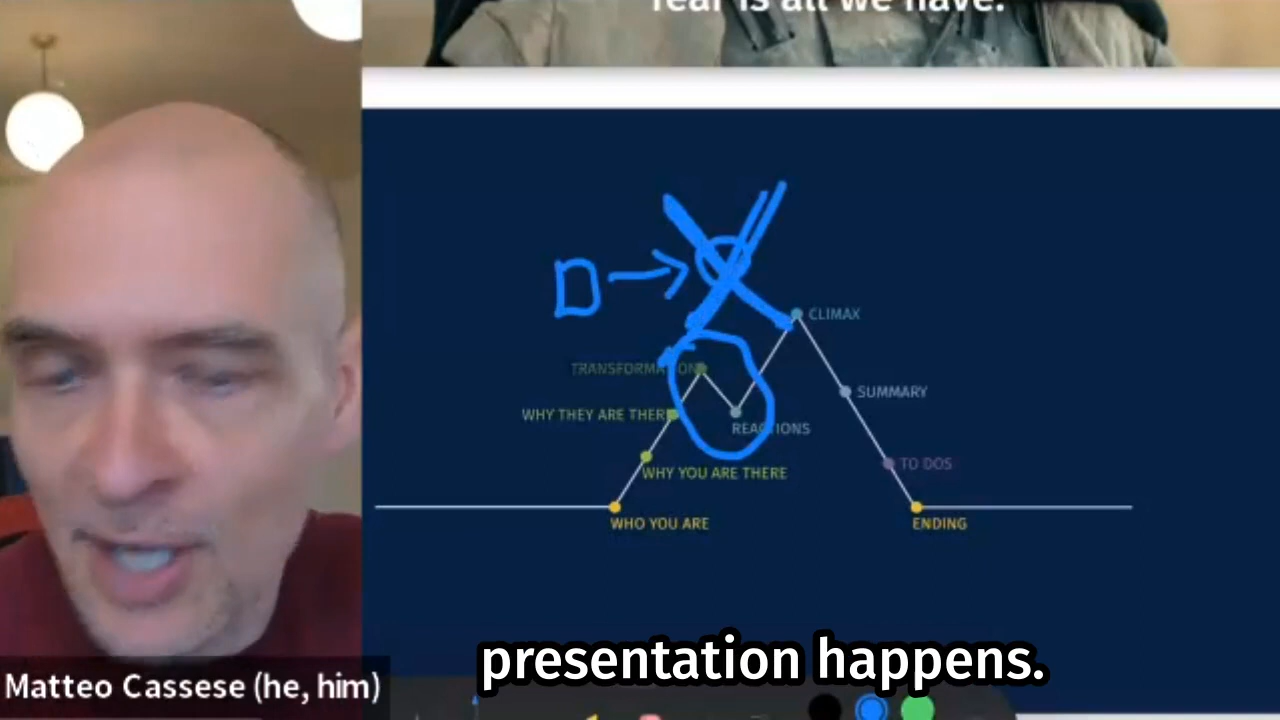 fear is all we have.
CLIMAX
TRANSFORMATION
SUMMARY
WHY THEY ARE THERE
REACTIONS
TO DOS
WHY YOU ARE THERE
WHO YOU ARE
ENDING
presentation happens.
Matteo Cassese (he, him)